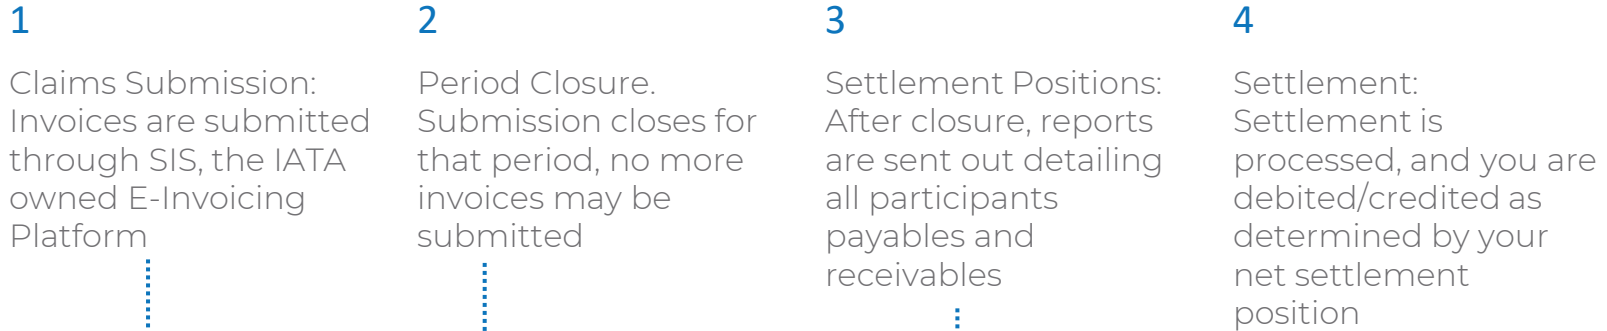 1
Claims Submission:
Invoices are submitted
through SIS, the IATA
owned E-Invoicing
Platform
2
Period Closure.
Submission closes for
that period, no more
invoices may be
submitted
3
Settlement Positions:
After closure, reports
are sent out detailing
all participants
payables and
receivables
4
Settlement:
Settlement is
processed, and you are
debited/credited as
determined by your
net settlement
position